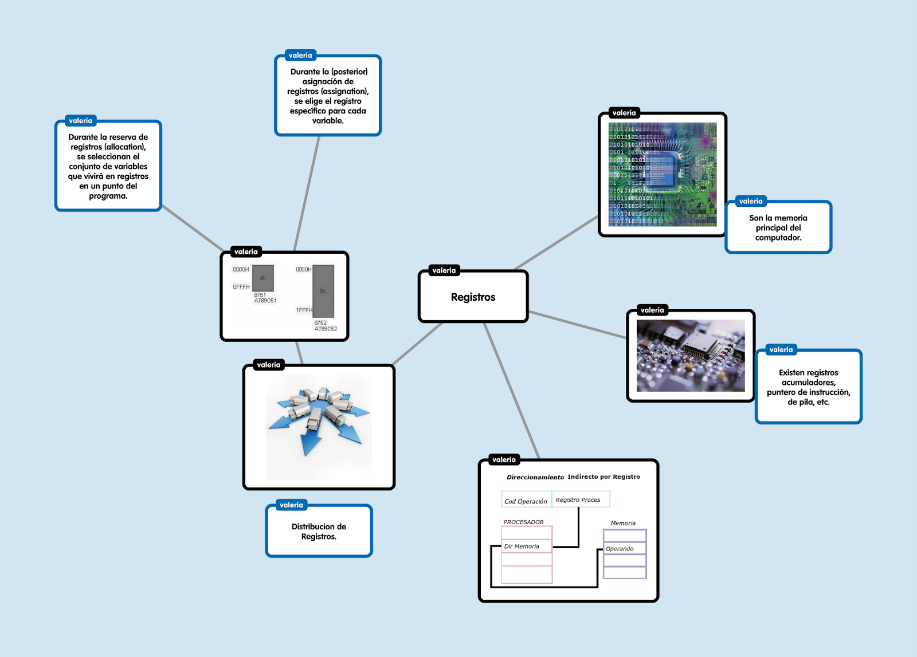 valeria
Durante la (posterior)
asignación de
registros (assignation),
se elige el registro
específico para cada
variable.
valeria
Durante la reserva de
registros (allocation),
se seleccionan el
conjunto de variables
que vivirá en registros
en un punto del
programa.
valeria
valeria
Son la memoria
principal del
computador.
valeria
0000H
0000H
0FFFH
8751
AT89C51
1FFFH
8752
AT89C52
valeria
Registros
valeria
valeria
Existen registros
acumuladores,
puntero de instrucción,
de pila, etc.
valeria
valeria
Distribucion de
Registros.
valeria
Direccionamiento Indirecto por Registro
Cod Operación
Registro Proces
PROCESADOR
Memoria
Dir Memoria
Operando